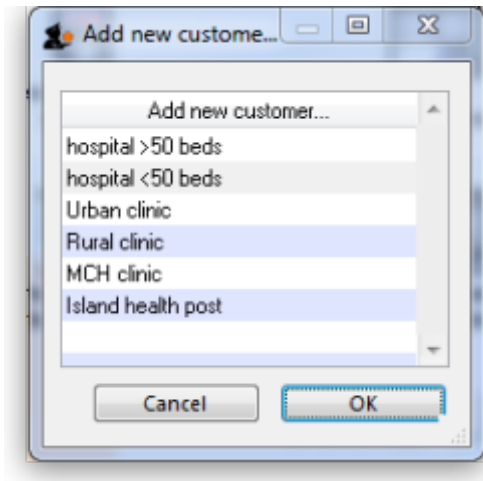 Add new custome...
Add new customer...
hospital >50 beds
hospital <50 beds
Urban clinic
Rural clinic
MCH clinic
Island health post
Cancel
OK